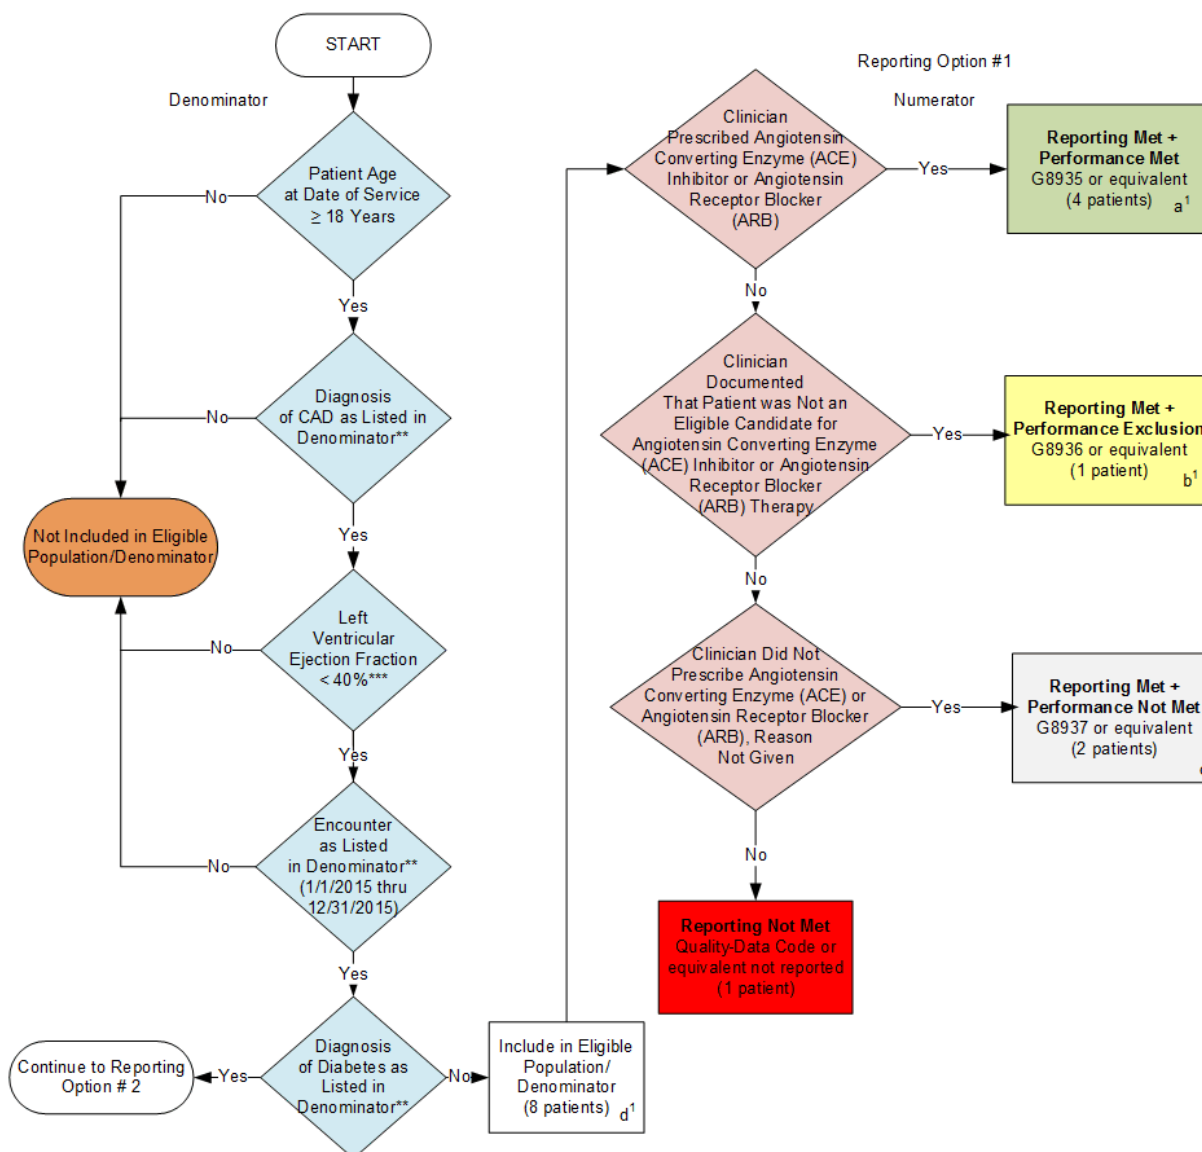 START
Denominator
Patient Age
at Date of Service
≥ 18 Years
No
Yes
Diagnosis
of CAD as Listed in
Denominator**
No
Yes
Not Included in Eligible
Population/Denominator
Left
Ventricular
Ejection Fraction
< 40%***
No
Yes
Encounter
as Listed
in Denominator**
(1/1/2015 thru
12/31/2015)
No
Yes
Diagnosis
of Diabetes as
Listed in
Denominator**
Yes
Continue to Reporting
Option # 2
No
Include in Eligible
Population/
Denominator
(8 patients) d¹
Reporting Option #1
Numerator
Clinician
Prescribed Angiotensin
Converting Enzyme (ACE)
Inhibitor or Angiotensin
Receptor Blocker
(ARB)
Yes
Reporting Met +
Performance Met
G8935 or equivalent
(4 patients) a¹
No
Clinician
Documented
That Patient was Not an
Eligible Candidate for
Angiotensin Converting Enzyme
(ACE) Inhibitor or Angiotensin
Receptor Blocker
(ARB) Therapy
Yes
Reporting Met +
Performance Exclusion
G8936 or equivalent
(1 patient) b¹
No
Clinician Did Not
Prescribe Angiotensin
Converting Enzyme (ACE) or
Angiotensin Receptor Blocker
(ARB), Reason
Not Given
Yes
Reporting Met +
Performance Not Met
G8937 or equivalent
(2 patients)
No
Reporting Not Met
Quality-Data Code or
equivalent not reported
(1 patient)